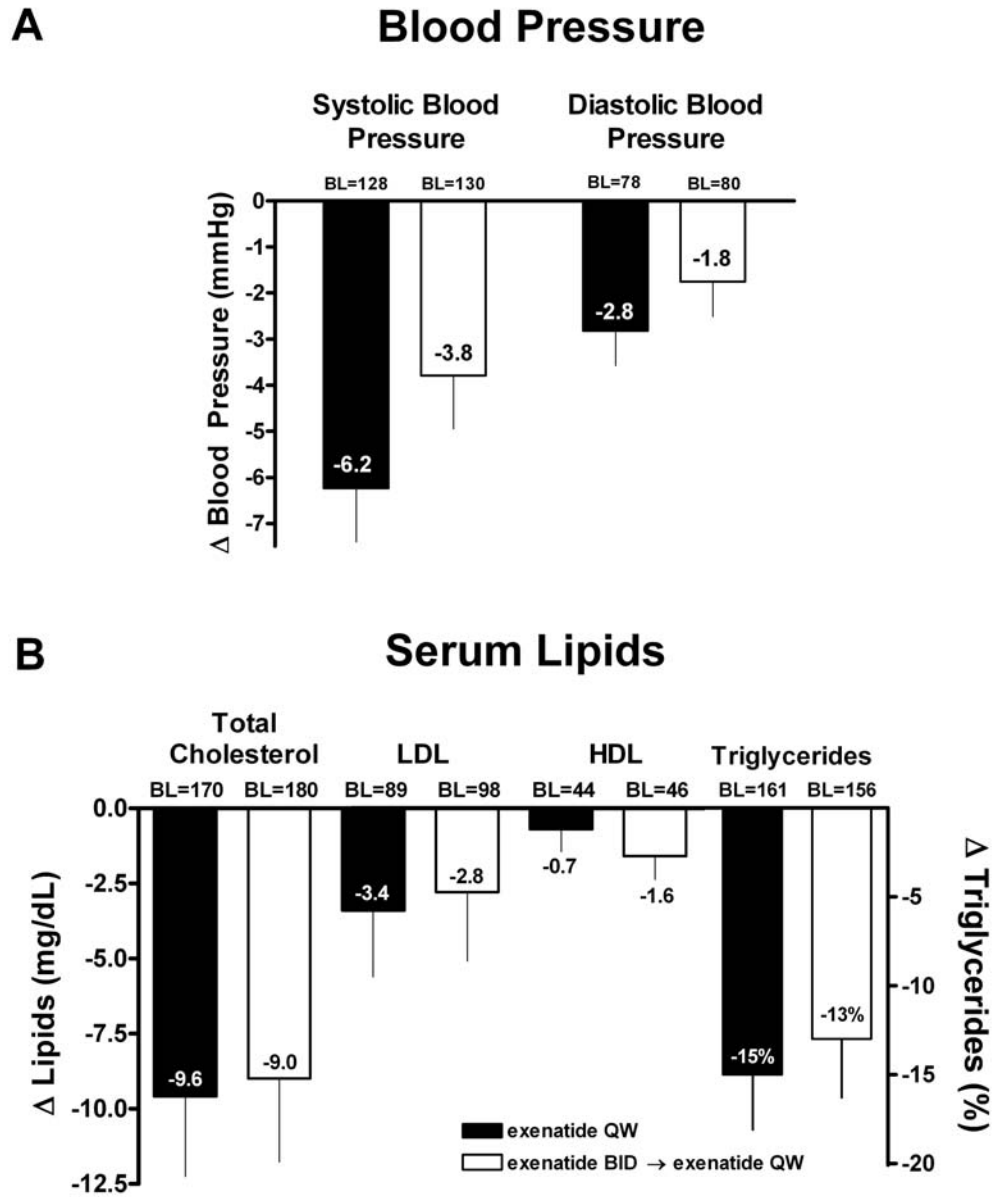 A
Blood Pressure
Systolic Blood
Pressure
Diastolic Blood
Pressure
BL=128
BL=130
BL=78
BL=80
0
-1
-2
-3
-4
-5
-6
-7
Δ Blood Pressure (mmHg)
-6.2
-3.8
-2.8
-1.8
B
Serum Lipids
Total
Cholesterol
LDL
HDL
Triglycerides
BL=170
BL=180
BL=89
BL=98
BL=44
BL=46
BL=161
BL=156
0.0
-2.5
-5.0
-7.5
-10.0
-12.5
Δ Lipids (mg/dL)
-9.6
-9.0
-3.4
-2.8
-0.7
-1.6
-15%
-13%
-5
-10
-15
-20
Δ Triglycerides (%)
exenatide QW
exenatide BID → exenatide QW